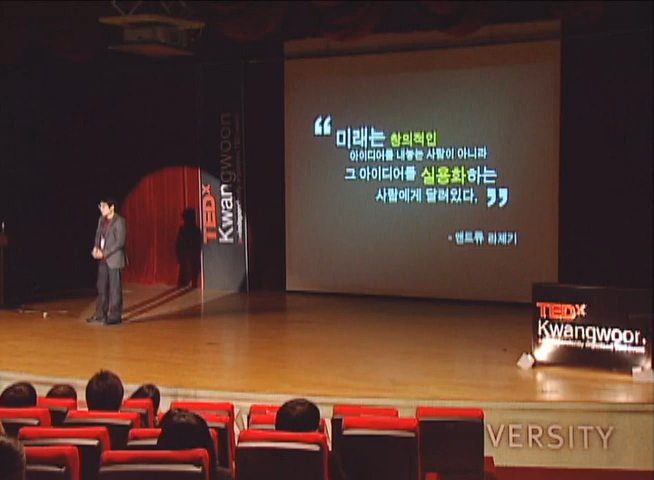 “ 미래는 창의적인
아이디어를 내놓는 사람이 아니라
그 아이디어를 실용화하는
사람에게 달려있다. ”
- 앤드류 라제기
TEDx
Kwangwoon
TEDx
Kwangwoon
VERSITY